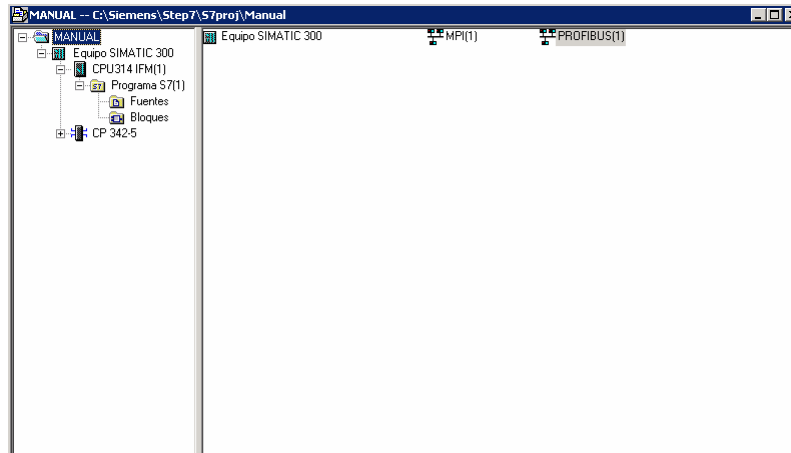 MANUAL -- C:\Siemens\Step7\S7proj\Manual
MANUAL
Equipo SIMATIC 300
CPU314 IFM(1)
Programa S7(1)
Fuentes
Bloques
CP 342-5
Equipo SIMATIC 300
MPI(1)
PROFIBUS(1)